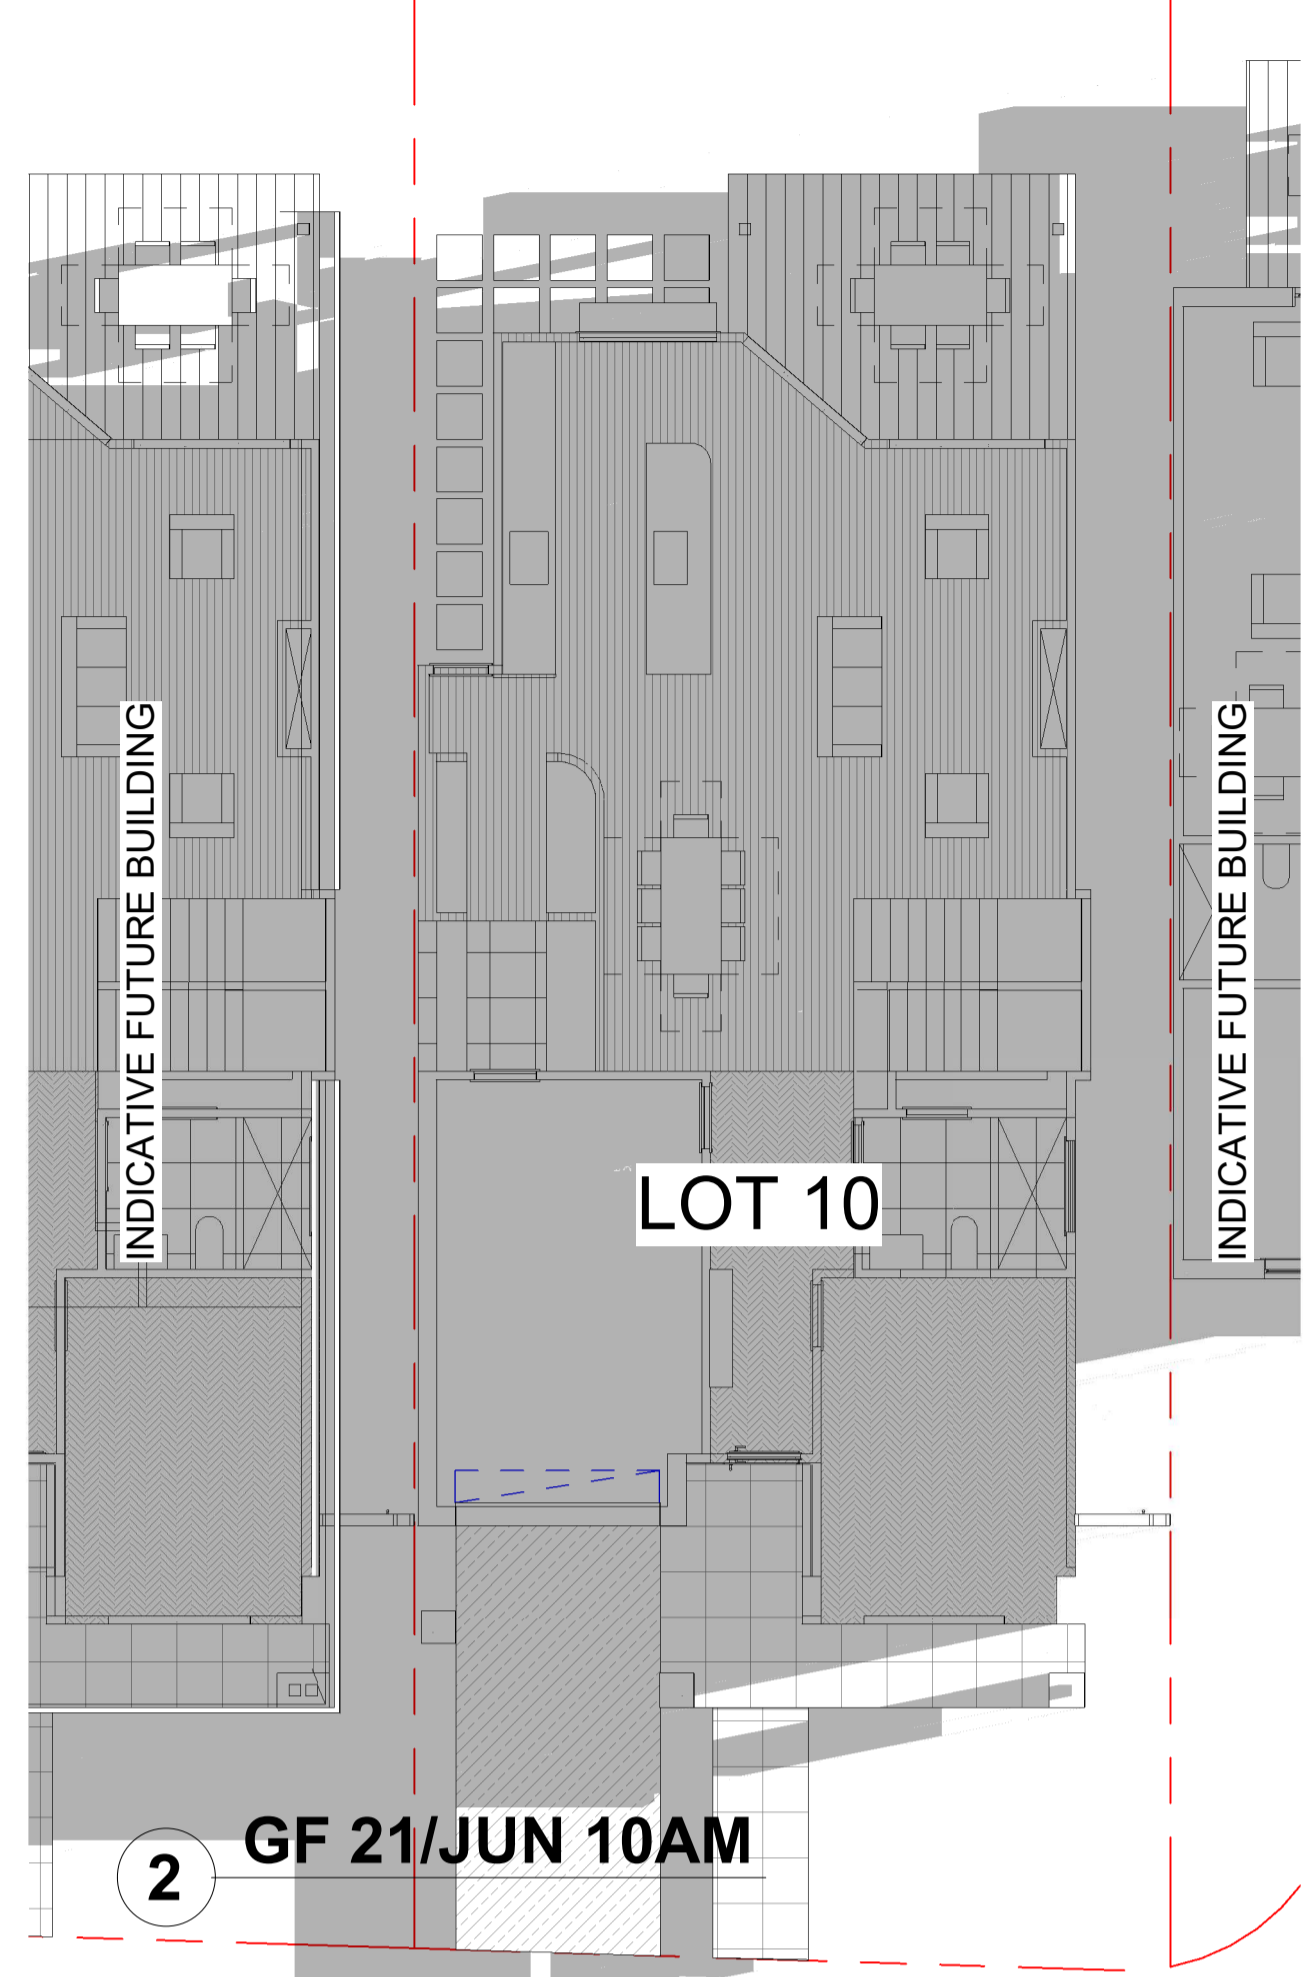 INDICATIVE FUTURE BUILDING
LOT 10
INDICATIVE FUTURE BUILDING
2
GF 21/JUN 10AM